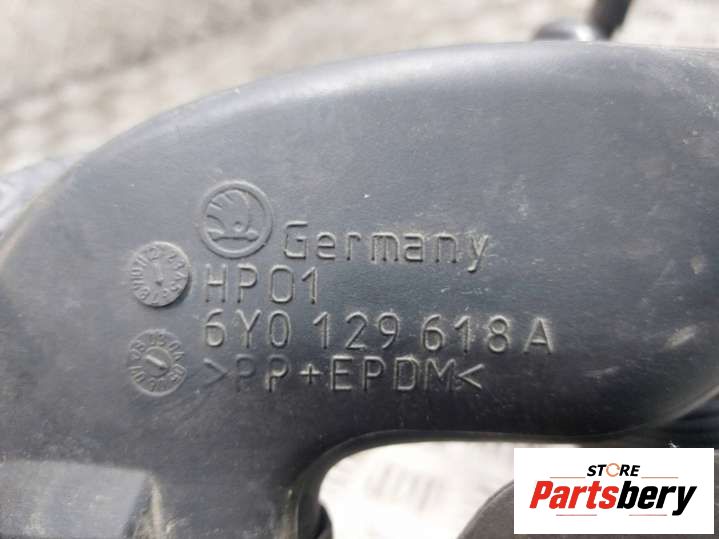 Germany
HP01
6Y0 129 618 A
>PP+EPDM<
STORE
Partsbery